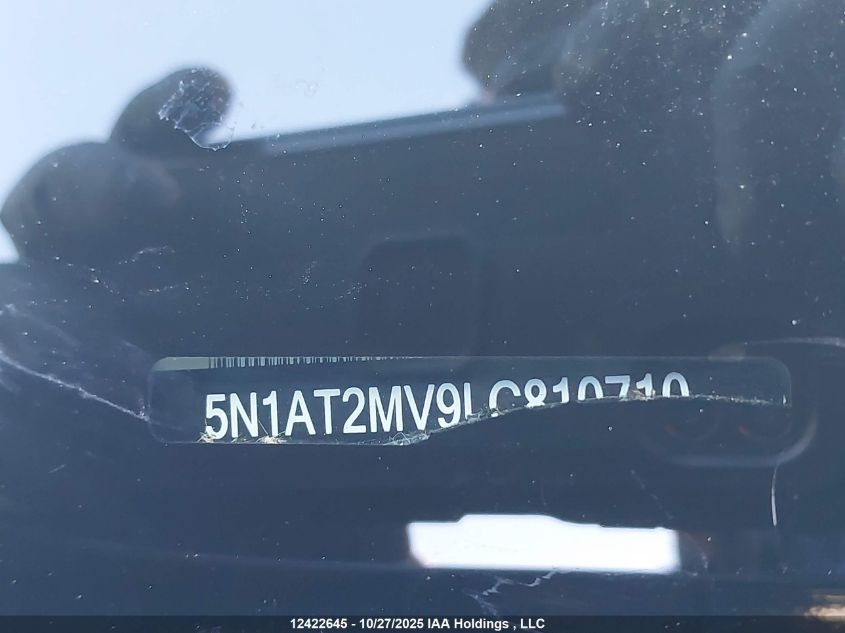 5N1AT2MV9LC810710
12422645 - 10/27/2025 IAA Holdings , LLC